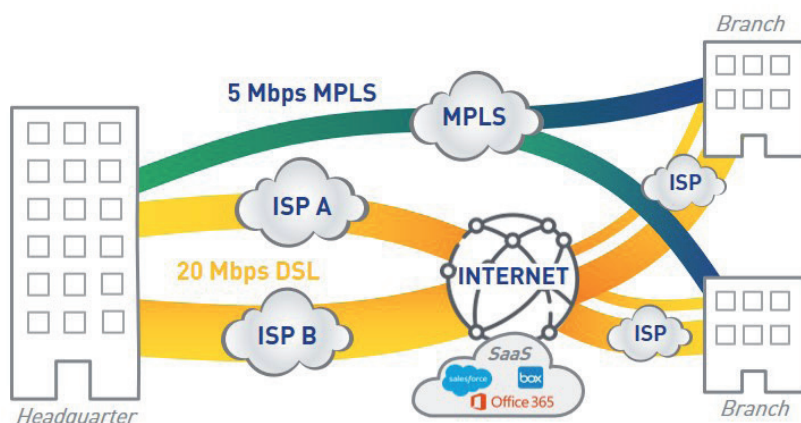 Branch
5 Mbps MPLS
MPLS
ISP
ISP A
INTERNET
20 Mbps DSL
ISP B
ISP
SaaS
salesforce
box
Office 365
Headquarter
Branch